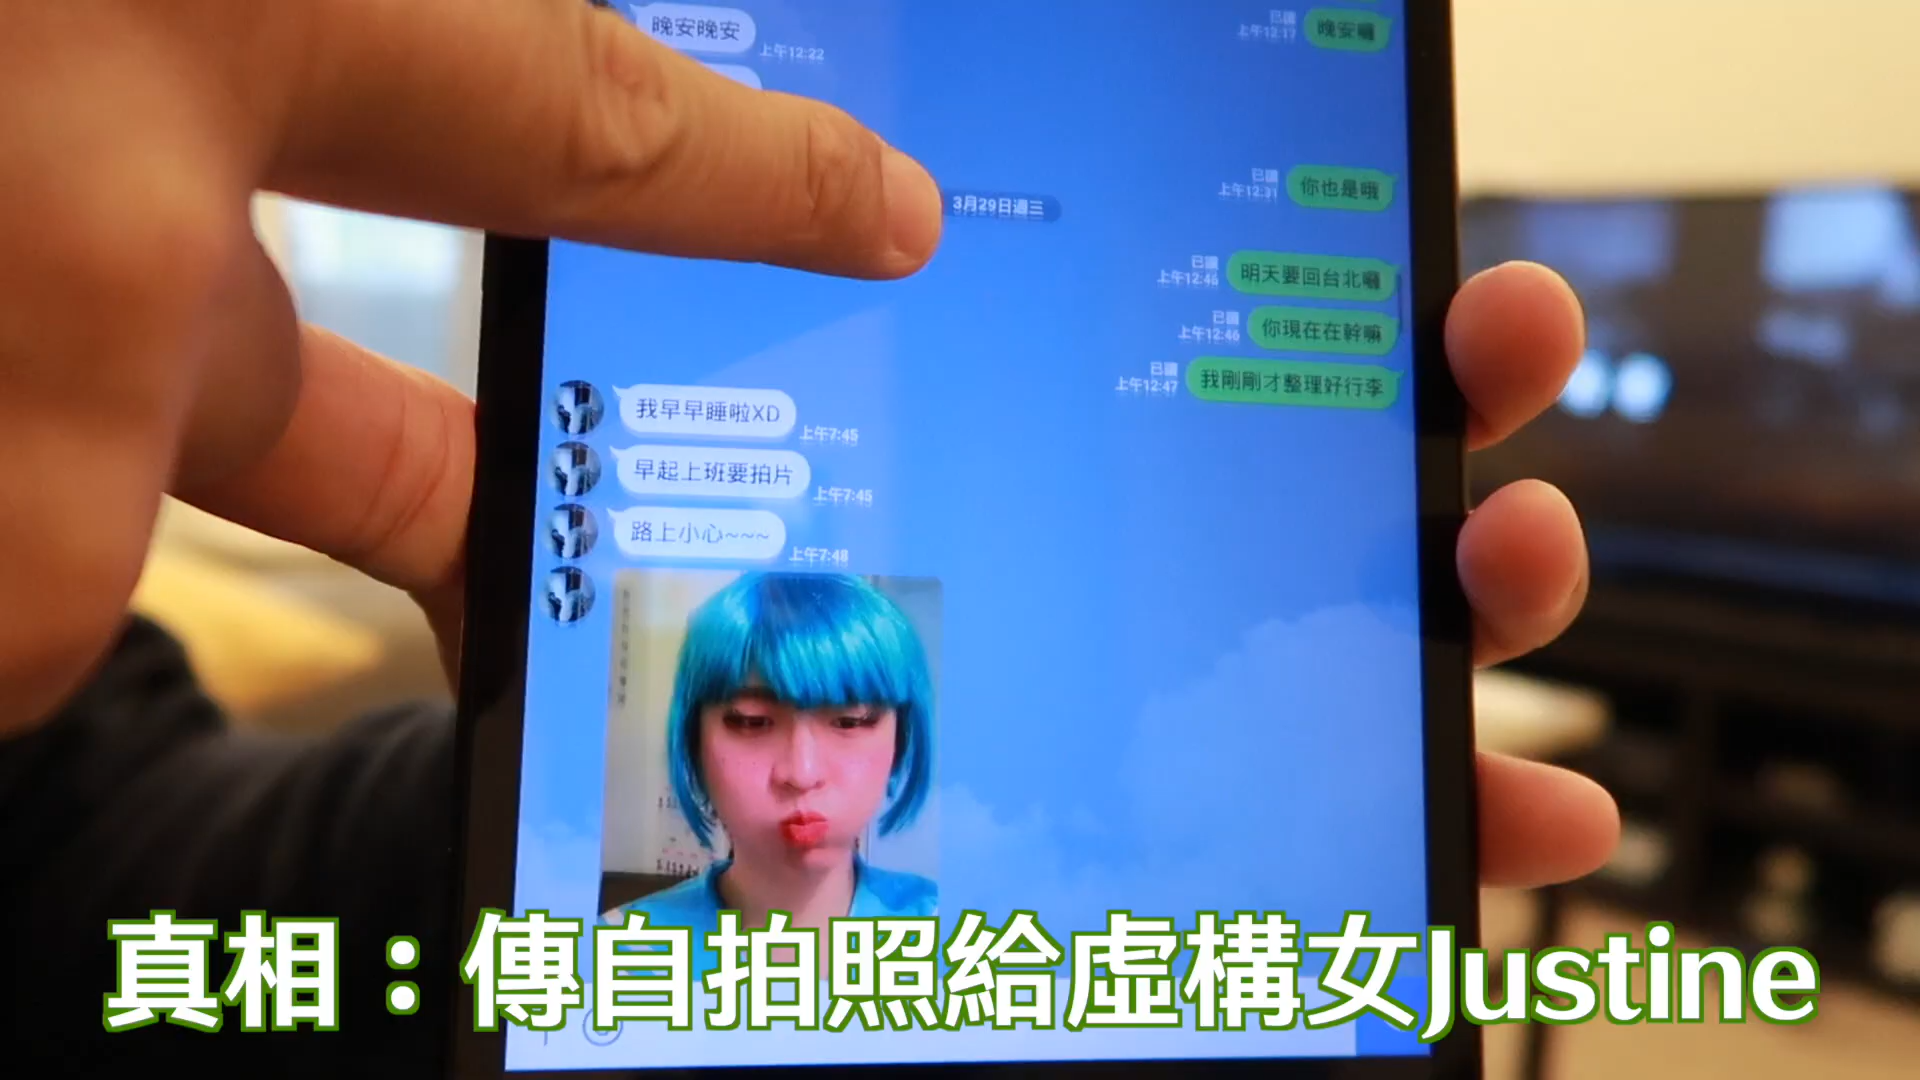 晚安囉
已讀
上午12:17
晚安晚安
上午12:22
你也是哦
已讀
上午12:31
3月29日週三
明天要回台北囉
已讀
上午12:46
你現在在幹嘛
已讀
上午12:46
我剛剛才整理好行李
已讀
上午12:47
我早早睡啦XD
上午7:45
早起上班要拍片
上午7:45
路上小心~~~
上午7:48
真相：傳自拍照給虛構女Justine